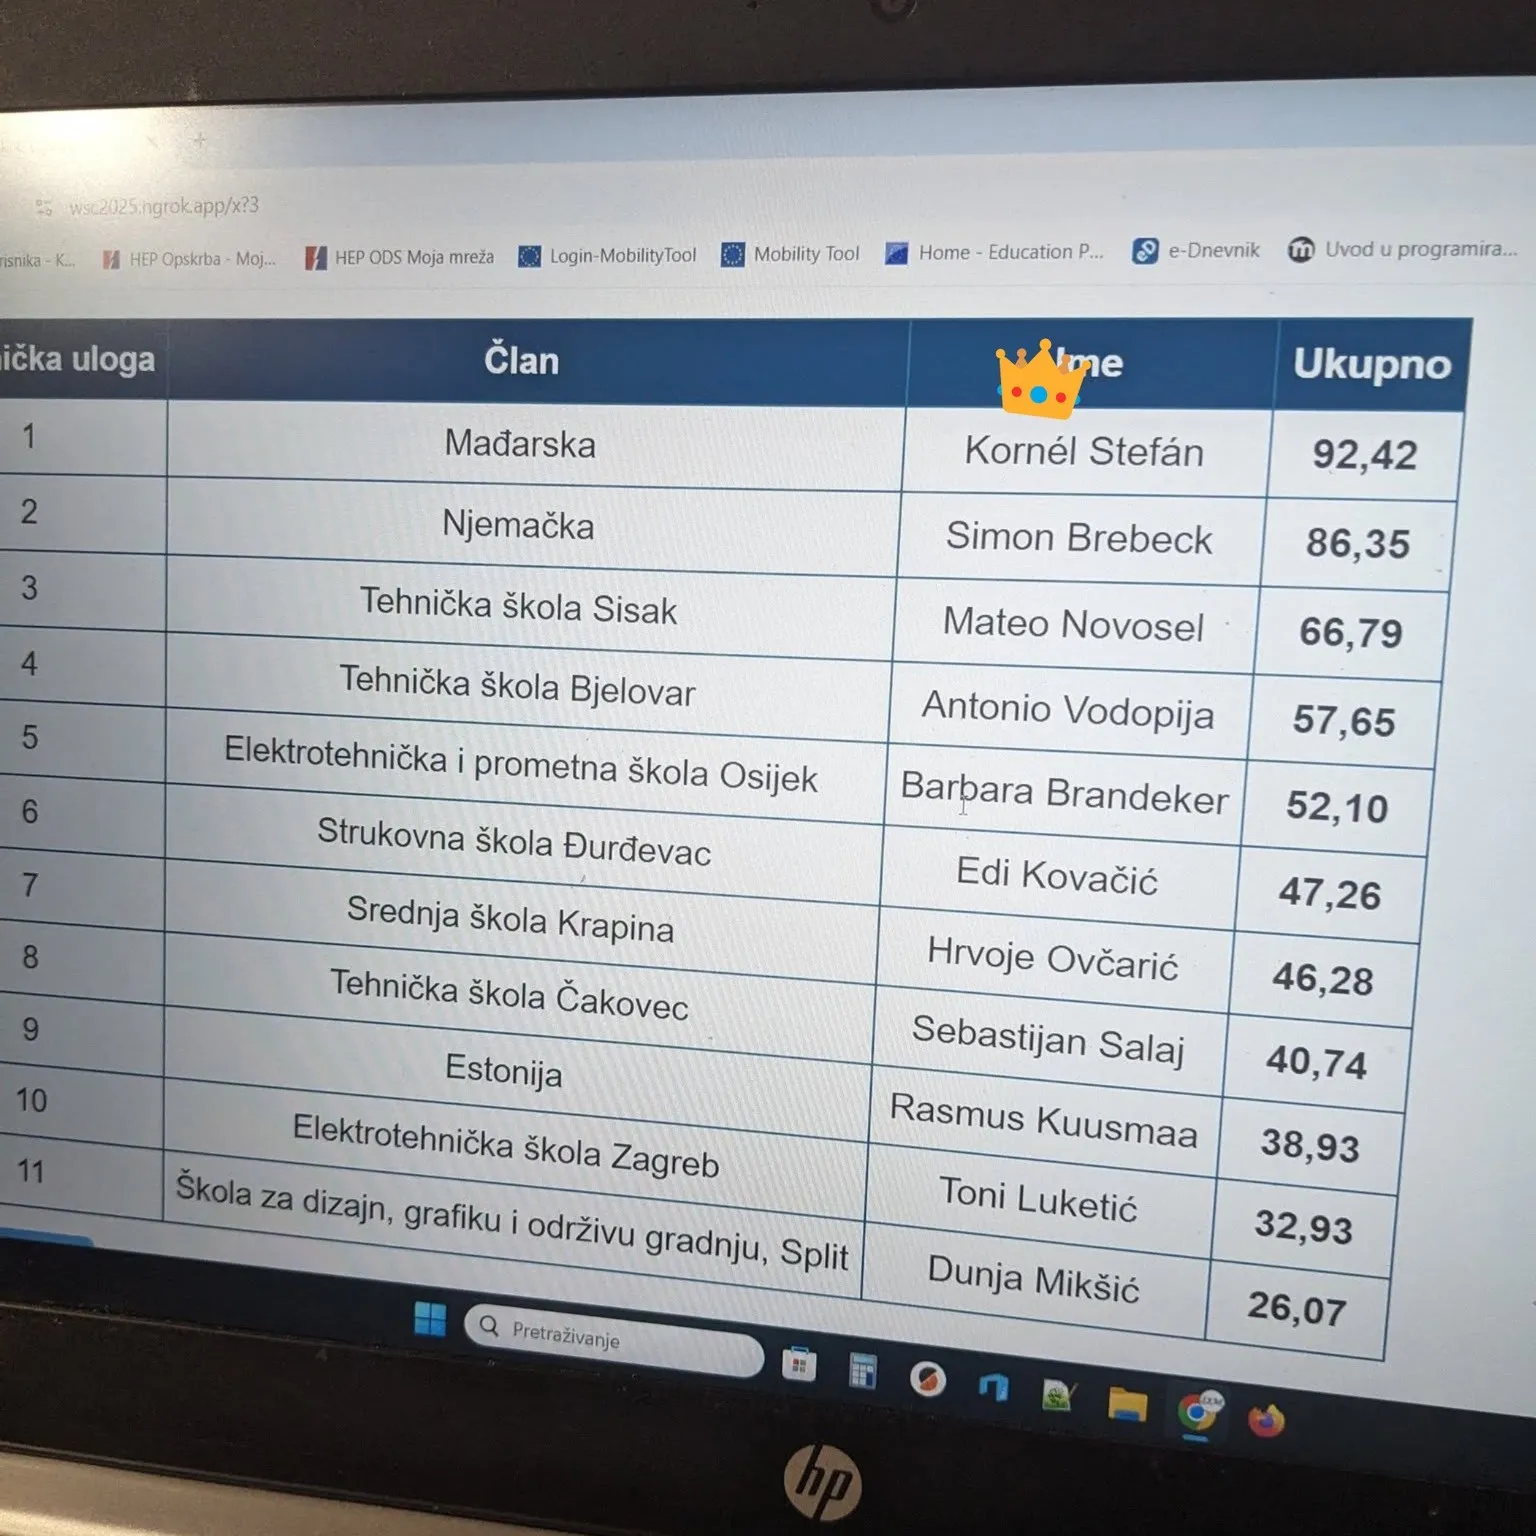 wsc2025.ngrok.app/x?3
risnika - K... HEP Opskrba - Moj... HEP ODS Moja mreža Login-MobilityTool Mobility Tool Home - Education P... e-Dnevnik Uvod u programira...
ička uloga Član Ime Ukupno
1 Mađarska Kornél Stefán 92,42
2 Njemačka Simon Brebeck 86,35
3 Tehnička škola Sisak Mateo Novosel 66,79
4 Tehnička škola Bjelovar Antonio Vodopija 57,65
5 Elektrotehnička i prometna škola Osijek Barbara Brandeker 52,10
6 Strukovna škola Đurđevac Edi Kovačić 47,26
7 Srednja škola Krapina Hrvoje Ovčarić 46,28
8 Tehnička škola Čakovec Sebastijan Salaj 40,74
9 Estonija Rasmus Kuusmaa 38,93
10 Elektrotehnička škola Zagreb Toni Luketić 32,93
11 Škola za dizajn, grafiku i održivu gradnju, Split Dunja Mikšić 26,07
Pretraživanje
hp